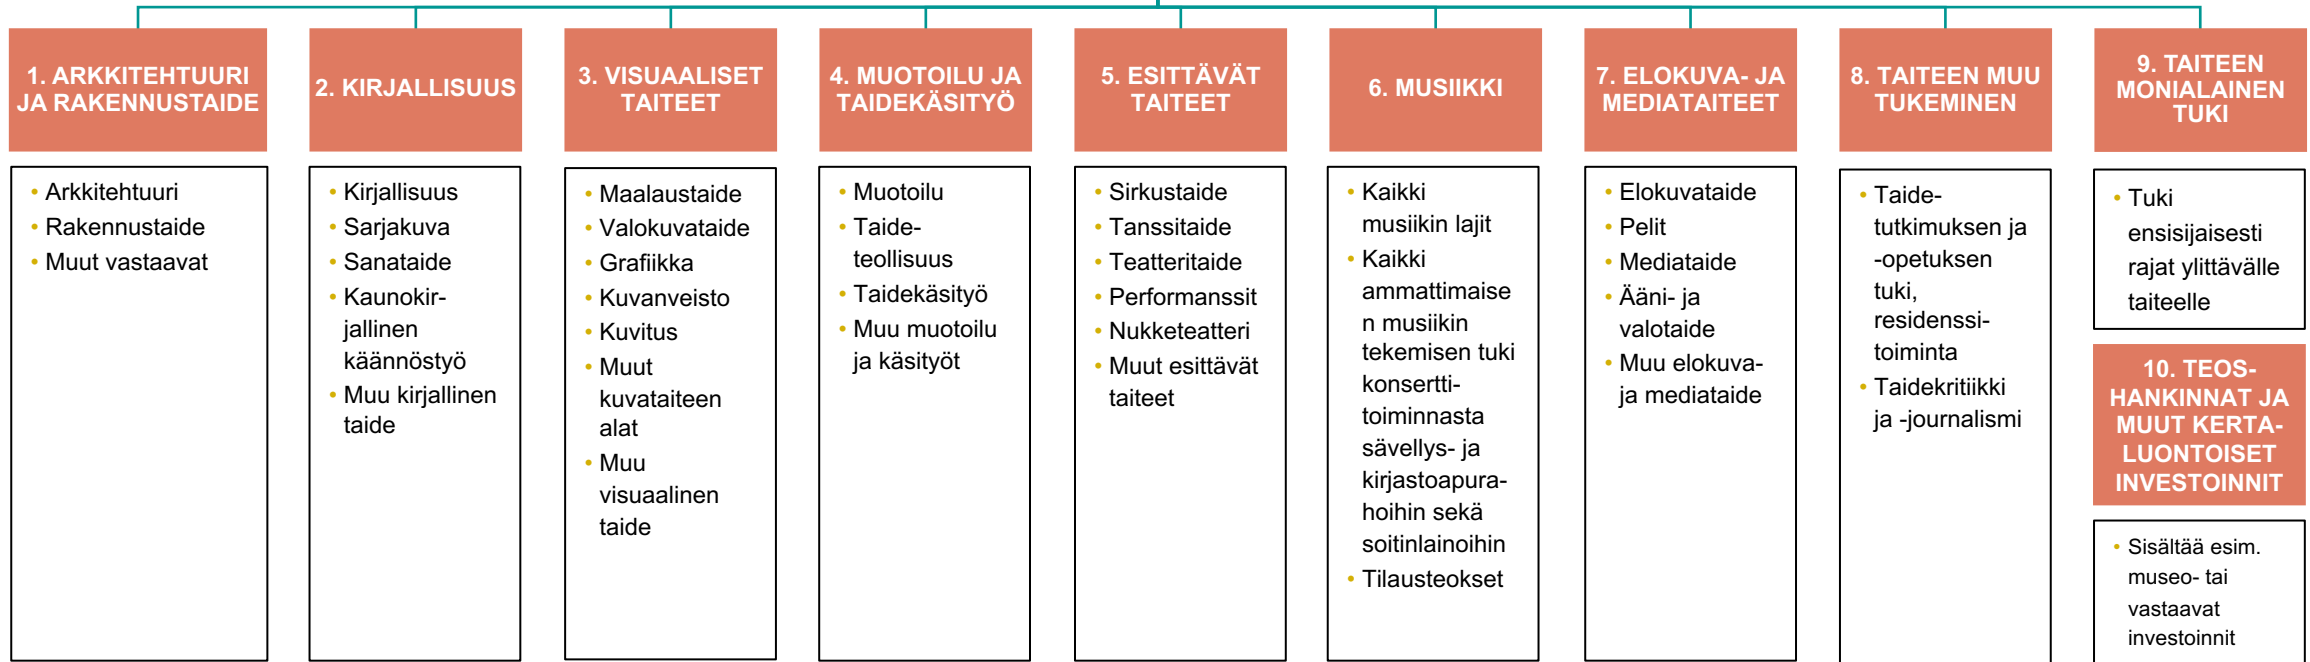 1. ARKKITEHTUURI
JA RAKENNUSTAIDE
• Arkkitehtuuri
• Rakennustaide
• Muut vastaavat
2. KIRJALLISUUS
• Kirjallisuus
• Sarjakuva
• Sanataide
• Kaunokir-
jallinen
käännöstyö
• Muu kirjallinen
taide
3. VISUAALISET
TAITEET
• Maalaustaide
• Valokuvataide
• Grafiikka
• Kuvanveisto
• Kuvitus
• Muut
kuvataiteen
alat
• Muu
visuaalinen
taide
4. MUOTOILU JA
TAIDEKÄSITYÖ
• Muotoilu
• Taide-
teollisuus
• Taidekäsityö
• Muu muotoilu
ja käsityöt
5. ESITTÄVÄT
TAITEET
• Sirkustaide
• Tanssitaide
• Teatteritaide
• Performanssit
• Nukketeatteri
• Muut esittävät
taiteet
6. MUSIIKKI
• Kaikki
musiikin lajit
• Kaikki
ammattimaise
n musiikin
tekemisen tuki
konsertti-
toiminnasta
sävellys- ja
kirjastoapura-
hoihin sekä
soitinlainoihin
• Tilausteokset
7. ELOKUVA- JA
MEDIATAITEET
• Elokuvataide
• Pelit
• Mediataide
• Ääni- ja
valotaide
• Muu elokuva-
ja mediataide
8. TAITEEN MUU
TUKEMINEN
• Taide-
tutkimuksen ja
-opetuksen
tuki,
residenssi-
toiminta
• Taidekritiikki
ja -journalismi
9. TAITEEN
MONIALAINEN
TUKI
• Tuki
ensisijaisesti
rajat ylittävälle
taiteelle
10. TEOS-
HANKINNAT JA
MUUT KERTA-
LUONTOISET
INVESTOINNIT
• Sisältää esim.
museo- tai
vastaavat
investoinnit